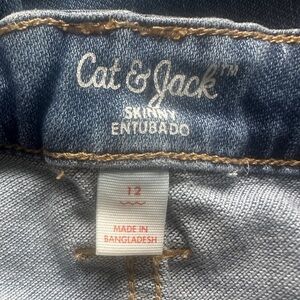 Cat & Jack™
SKINNY
ENTUBADO
12
MADE IN
BANGLADESH